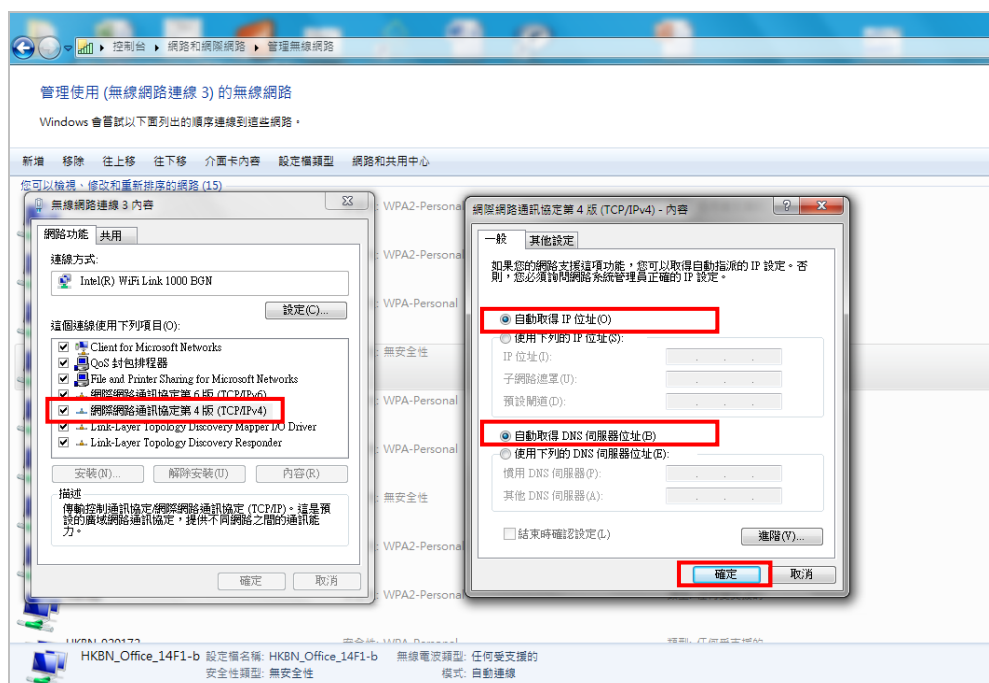 控制台 ▸ 網路和網際網路 ▸ 管理無線網路
管理使用 (無線網路連線 3) 的無線網路
Windows 會嘗試以下面列出的順序連線到這些網路。
新增 移除 往上移 往下移 介面卡內容 設定檔類型 網路和共用中心
您可以檢視、修改和重新排序的網路 (15)
無線網路連線 3 內容
網路功能 共用
連線方式:
Intel(R) WiFi Link 1000 BGN
設定(C)...
這個連線使用下列項目(O):
Client for Microsoft Networks
QoS 封包排程器
File and Printer Sharing for Microsoft Networks
網際網路通訊協定第 6 版 (TCP/IPv6)
網際網路通訊協定第 4 版 (TCP/IPv4)
Link-Layer Topology Discovery Mapper I/O Driver
Link-Layer Topology Discovery Responder
安裝(N)... 解除安裝(U) 內容(R)
描述
傳輸控制通訊協定/網際網路通訊協定 (TCP/IP)。這是預
設的廣域網路通訊協定，提供不同網路之間的通訊能
力。
確定 取消
: WPA2-Personal
: WPA2-Personal
: WPA-Personal
: 無安全性
: WPA-Personal
: WPA-Personal
: 無安全性
: WPA2-Personal
: WPA2-Personal
網際網路通訊協定第 4 版 (TCP/IPv4) - 內容
一般 其他設定
如果您的網路支援這項功能，您可以取得自動指派的 IP 設定。否
則，您必須詢問網路系統管理員正確的 IP 設定。
自動取得 IP 位址(O)
使用下列的 IP 位址(S):
IP 位址(I):
子網路遮罩(U):
預設閘道(D):
自動取得 DNS 伺服器位址(B)
使用下列的 DNS 伺服器位址(E):
慣用 DNS 伺服器(P):
其他 DNS 伺服器(A):
結束時確認設定(L)
進階(V)...
確定 取消
HKBN_Office_14F1-b 設定檔名稱: HKBN_Office_14F1-b 無線電波類型: 任何受支援的
安全性類型: 無安全性 模式: 自動連線